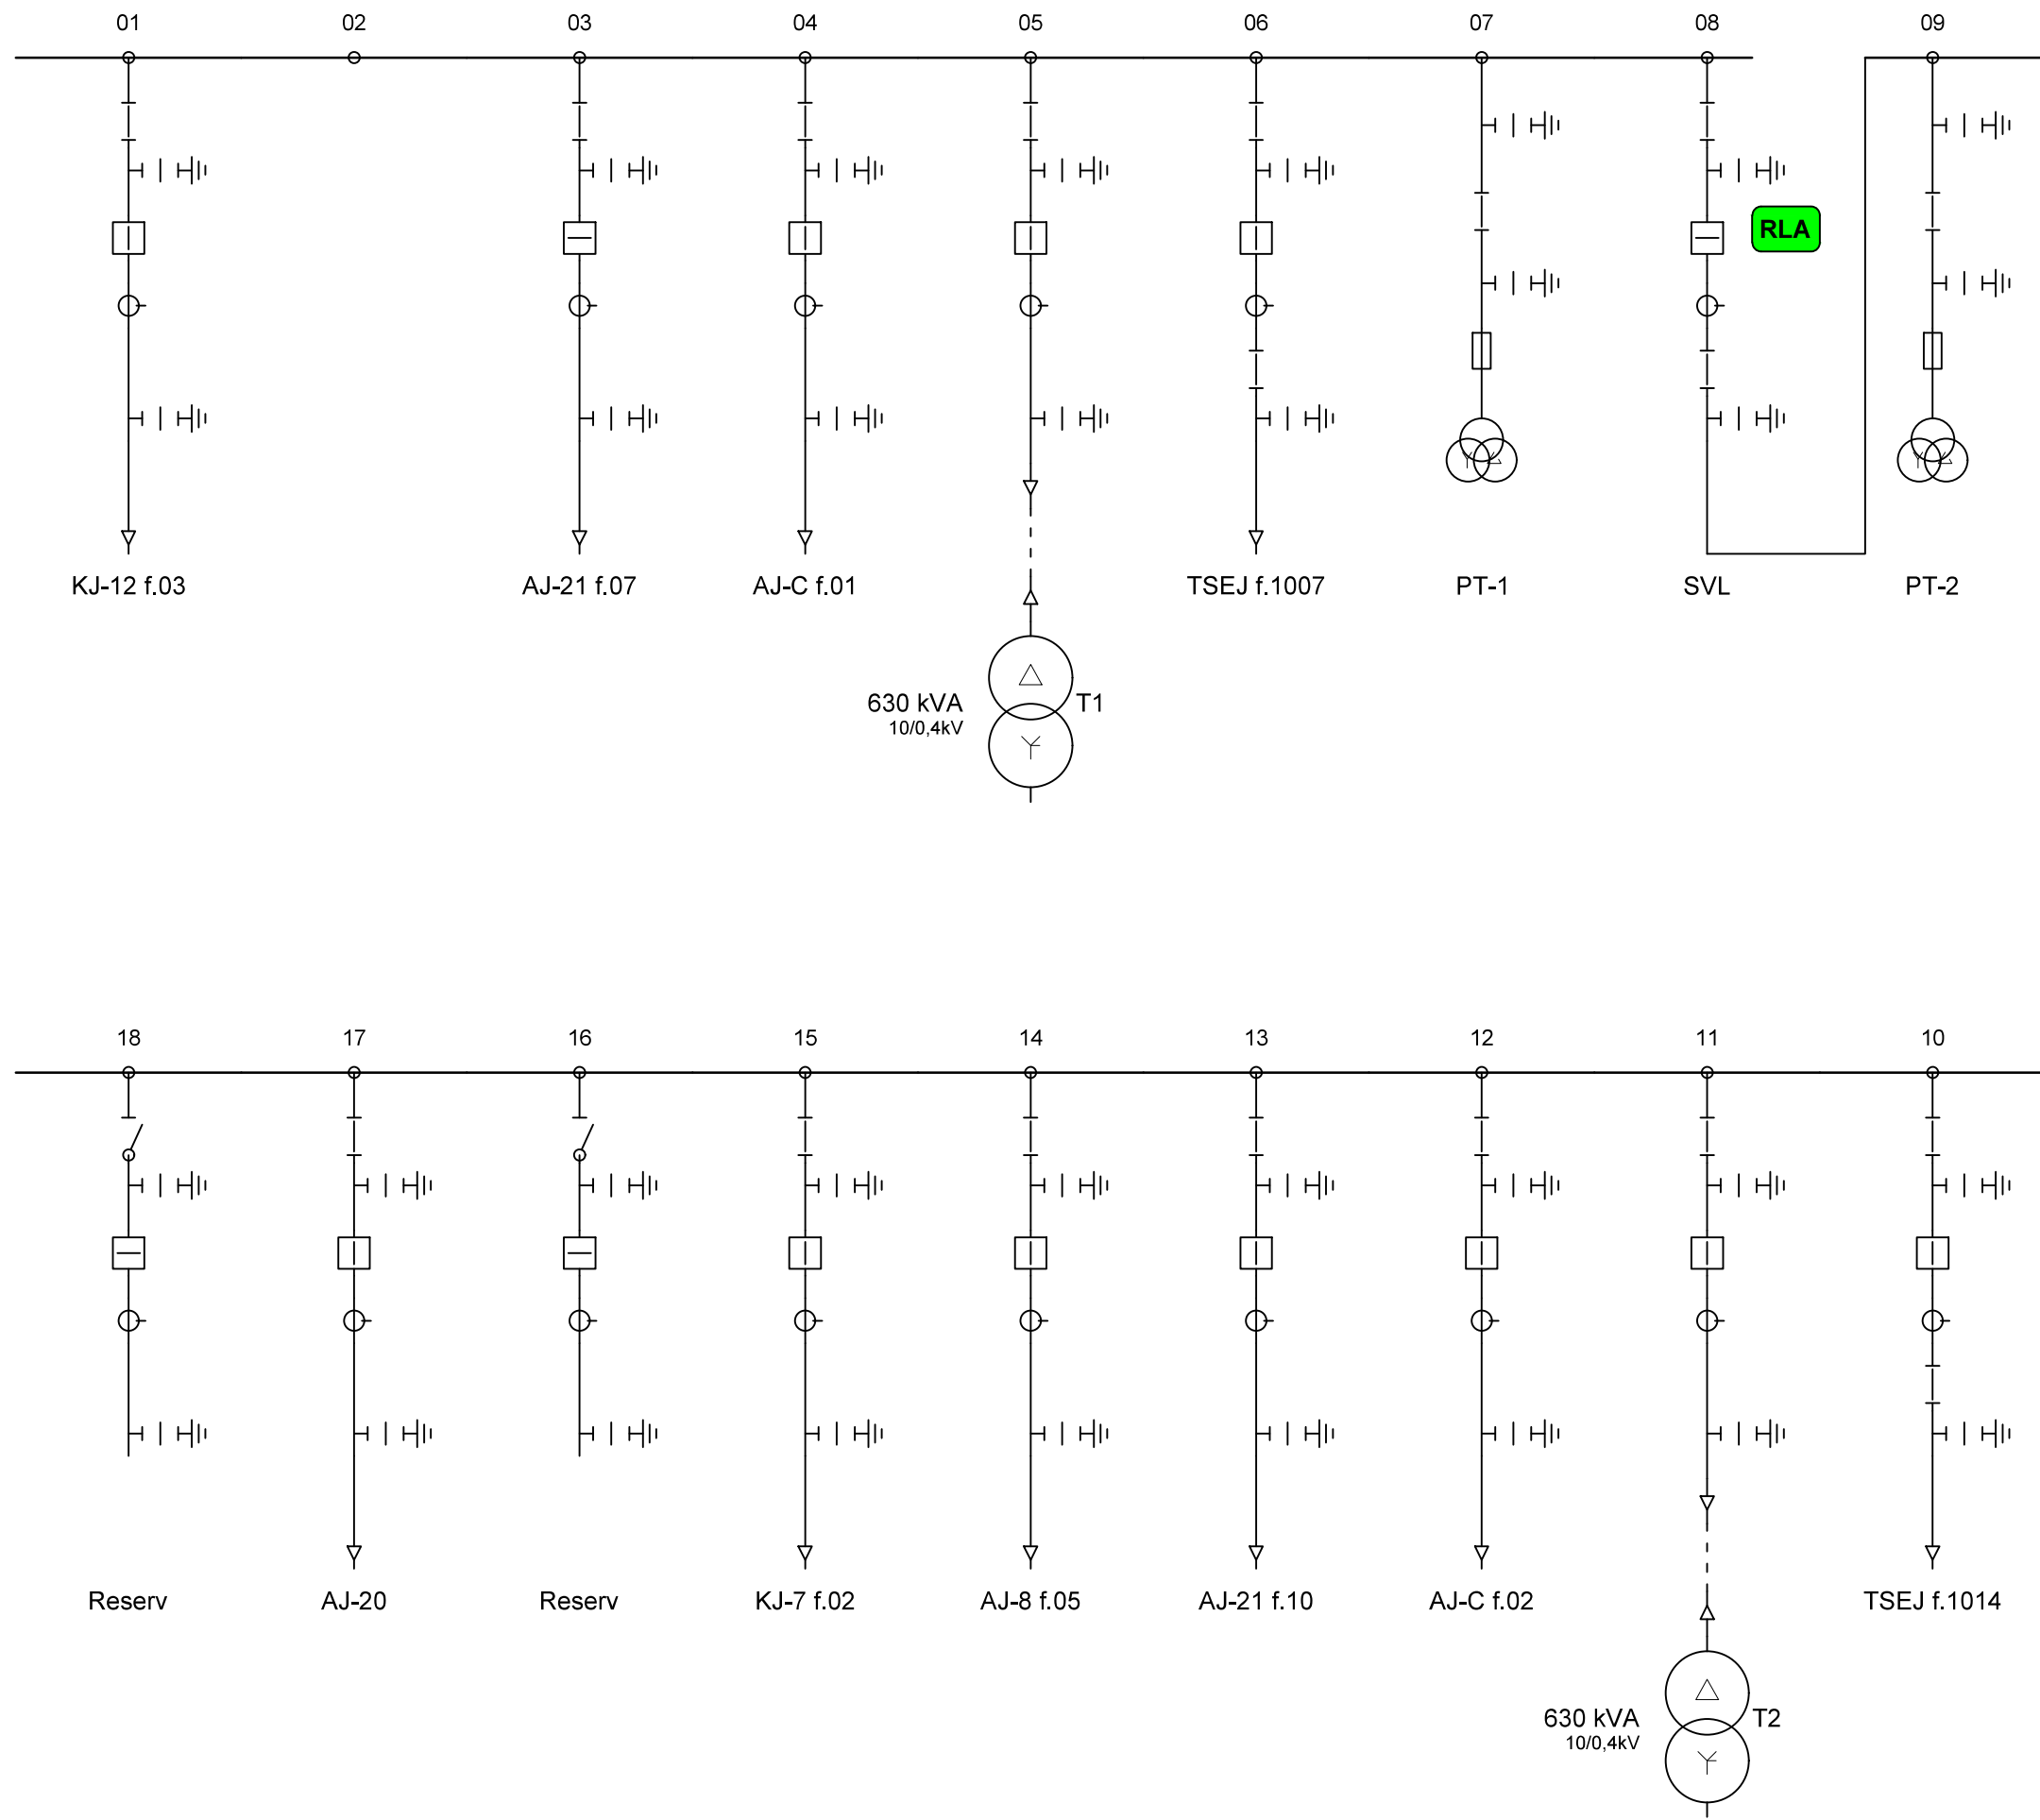 01 02 03 04 05 06 07 08 09
RLA
KJ-12 f.03 AJ-21 f.07 AJ-C f.01 TSEJ f.1007 PT-1 SVL PT-2
630 kVA T1
10/0,4kV
18 17 16 15 14 13 12 11 10
Reserv AJ-20 Reserv KJ-7 f.02 AJ-8 f.05 AJ-21 f.10 AJ-C f.02 TSEJ f.1014
630 kVA T2
10/0,4kV